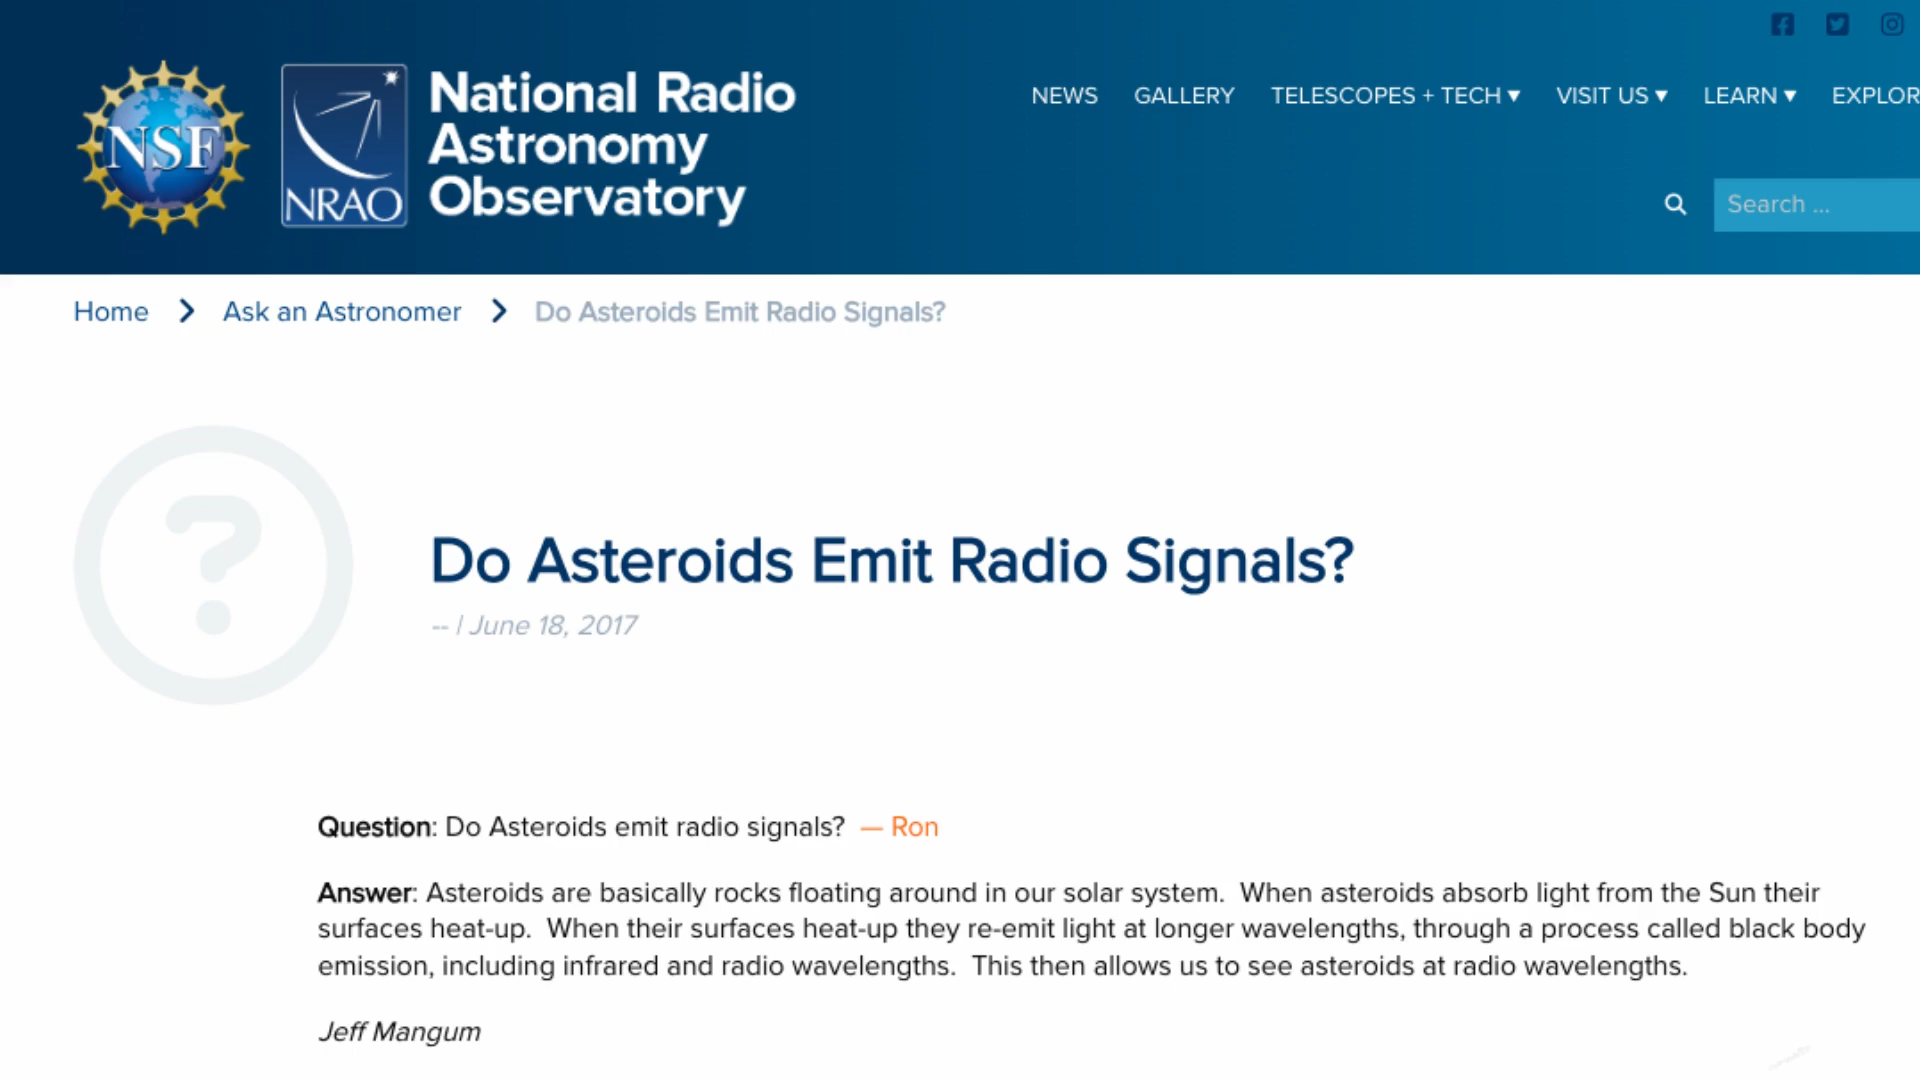 NSF
NRAO
National Radio
Astronomy
Observatory
NEWS GALLERY TELESCOPES + TECH ▼ VISIT US ▼ LEARN ▼ EXPLOR
Search ...
Home > Ask an Astronomer > Do Asteroids Emit Radio Signals?
?
Do Asteroids Emit Radio Signals?
-- | June 18, 2017
Question: Do Asteroids emit radio signals? — Ron
Answer: Asteroids are basically rocks floating around in our solar system. When asteroids absorb light from the Sun their
surfaces heat-up. When their surfaces heat-up they re-emit light at longer wavelengths, through a process called black body
emission, including infrared and radio wavelengths. This then allows us to see asteroids at radio wavelengths.
Jeff Mangum